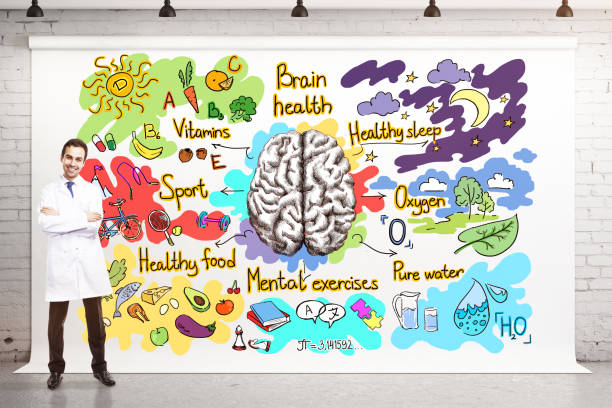 Brain
health
D
C
A
B₆
Vitamins
E
Healthy sleep
Sport
Oxygen
O
Healthy food
Mental exercises
Pure water
A
π = 3,141592...
H₂O